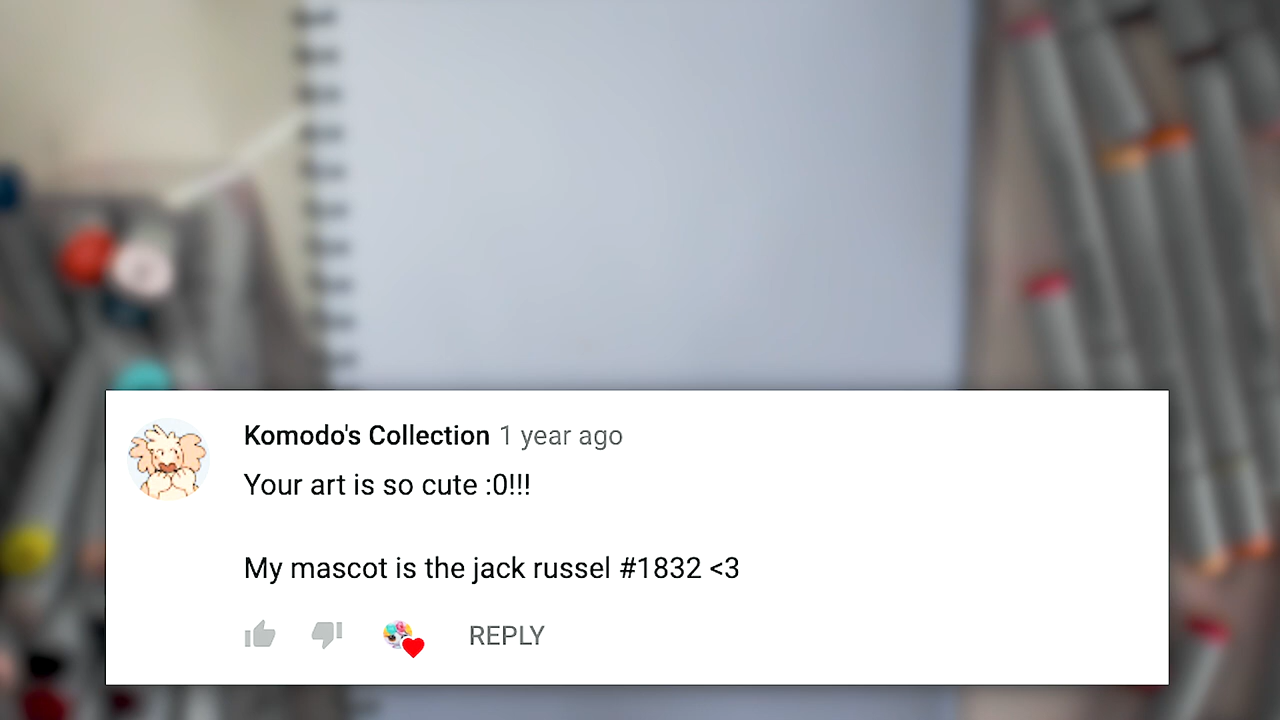 Komodo's Collection 1 year ago
Your art is so cute :0!!!
My mascot is the jack russel #1832 <3
REPLY